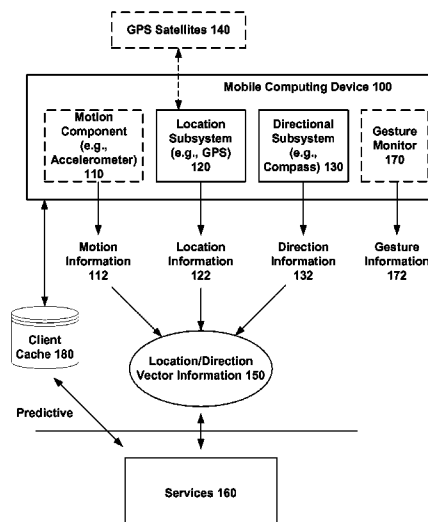 GPS Satellites 140
Mobile Computing Device 100
Motion
Component
(e.g.,
Accelerometer)
110
Location
Subsystem
(e.g., GPS)
120
Directional
Subsystem
(e.g.,
Compass) 130
Gesture
Monitor
170
Motion
Information
112
Location
Information
122
Direction
Information
132
Gesture
Information
172
Client
Cache 180
Location/Direction
Vector Information 150
Predictive
Services 160